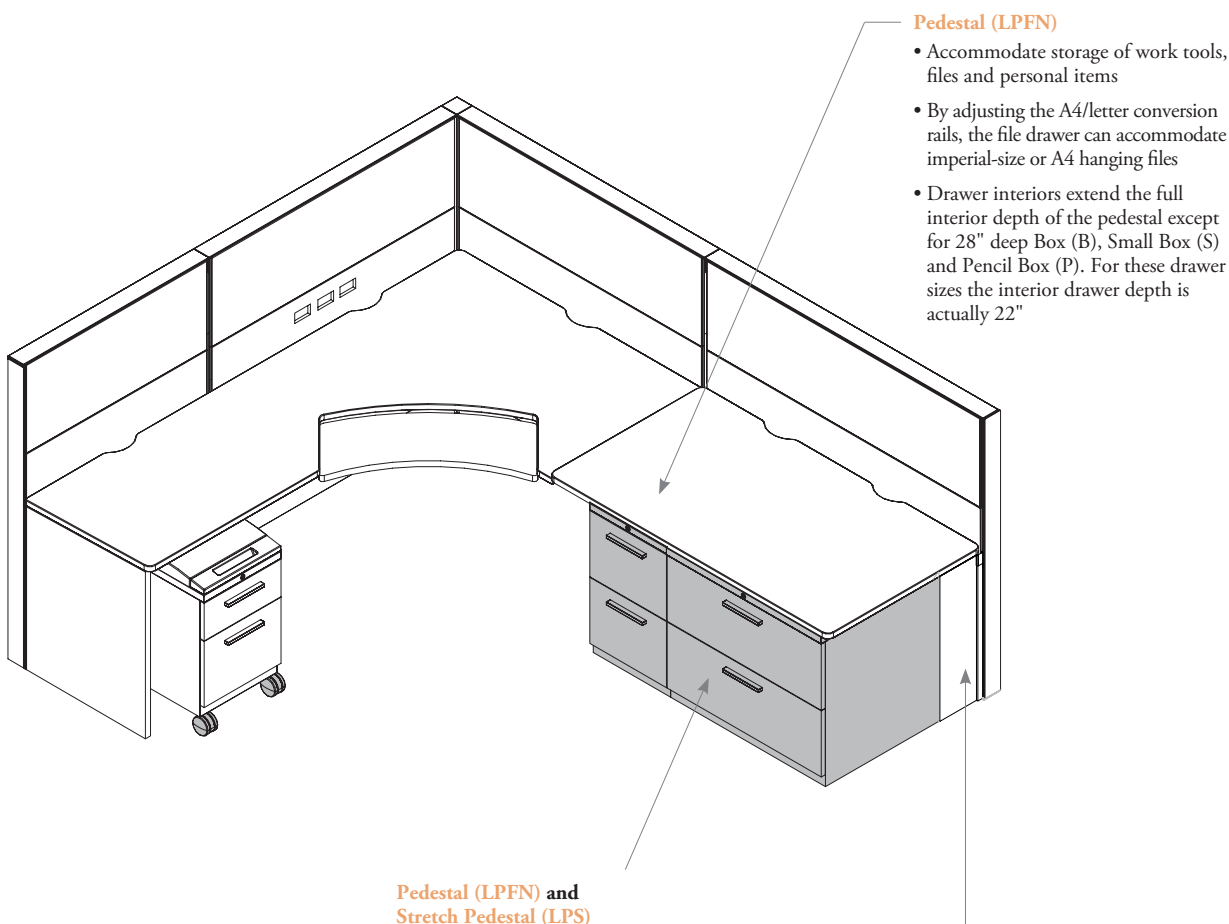 Pedestal (LPFN)
• Accommodate storage of work tools,
files and personal items
• By adjusting the A4/letter conversion
rails, the file drawer can accommodate
imperial-size or A4 hanging files
• Drawer interiors extend the full
interior depth of the pedestal except
for 28" deep Box (B), Small Box (S)
and Pencil Box (P). For these drawer
sizes the interior drawer depth is
actually 22"
Pedestal (LPFN) and
Stretch Pedestal (LPS)